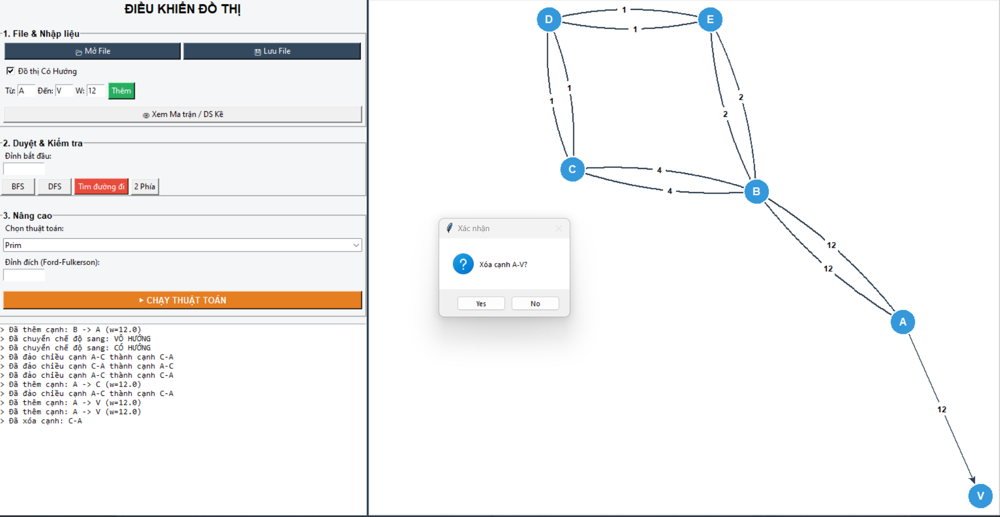 ĐIỀU KHIỂN ĐỒ THỊ
1. File & Nhập liệu
Mở File
Lưu File
Đồ thị Có Hướng
Từ: A Đến: V W: 12 Thêm
Xem Ma trận / DS Kề
2. Duyệt & Kiểm tra
Đỉnh bắt đầu:
BFS DFS Tìm đường đi 2 Phía
3. Nâng cao
Chọn thuật toán:
Prim
Đỉnh đích (Ford-Fulkerson):
CHẠY THUẬT TOÁN
> Đã thêm cạnh: B -> A (w=12.0)
> Đã chuyển chế độ sang: VÔ HƯỚNG
> Đã chuyển chế độ sang: CÓ HƯỚNG
> Đã đảo chiều cạnh A-C thành cạnh C-A
> Đã đảo chiều cạnh C-A thành cạnh A-C
> Đã đảo chiều cạnh A-C thành cạnh C-A
> Đã thêm cạnh: A -> C (w=12.0)
> Đã đảo chiều cạnh A-C thành cạnh C-A
> Đã thêm cạnh: A -> V (w=12.0)
> Đã thêm cạnh: A -> V (w=12.0)
> Đã xóa cạnh: C-A
D
1
E
1
1
1
2
2
C
4
4
B
12
12
A
12
V
Xác nhận
Xóa cạnh A-V?
Yes No